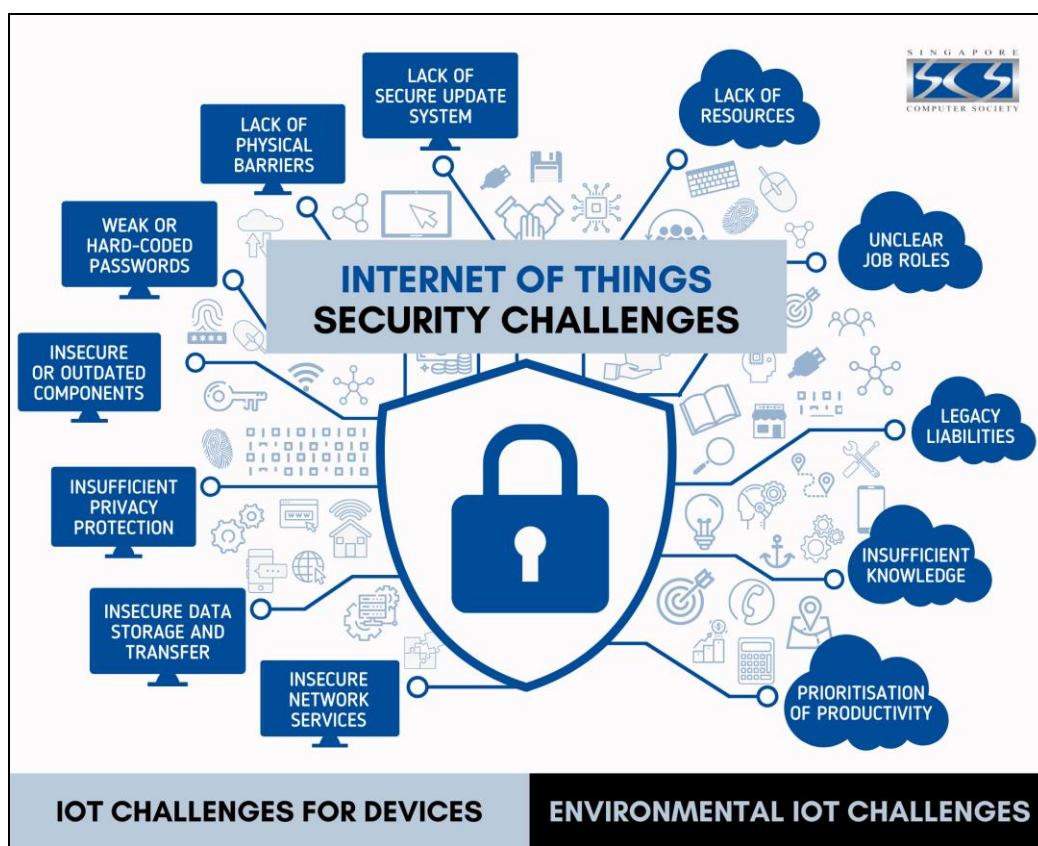 SINGAPORE
SCS
COMPUTER SOCIETY
INTERNET OF THINGS
SECURITY CHALLENGES
LACK OF
SECURE UPDATE
SYSTEM
LACK OF
PHYSICAL
BARRIERS
WEAK OR
HARD-CODED
PASSWORDS
INSECURE
OR OUTDATED
COMPONENTS
INSUFFICIENT
PRIVACY
PROTECTION
INSECURE DATA
STORAGE AND
TRANSFER
INSECURE
NETWORK
SERVICES
LACK OF
RESOURCES
UNCLEAR
JOB ROLES
LEGACY
LIABILITIES
INSUFFICIENT
KNOWLEDGE
PRIORITISATION
OF PRODUCTIVITY
WWW
IOT CHALLENGES FOR DEVICES
ENVIRONMENTAL IOT CHALLENGES